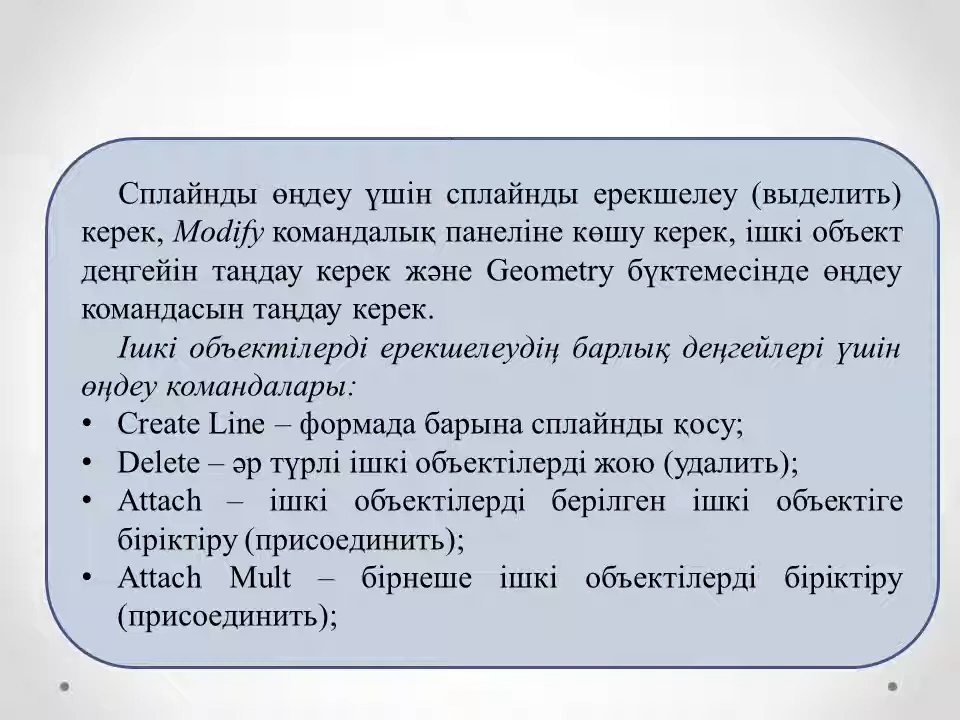 Сплайнды өңдеу үшін сплайнды ерекшелеу (выделить)
керек, Modify командалық панеліне көшу керек, ішкі объект
деңгейін таңдау керек және Geometry бүктемесінде өңдеу
командасын таңдау керек.
Ішкі объектілерді ерекшелеудің барлық деңгейлері үшін
өңдеу командалары:
• Create Line – формада барына сплайнды қосу;
• Delete – әр түрлі ішкі объектілерді жою (удалить);
• Attach – ішкі объектілерді берілген ішкі объектіге
біріктіру (присоединить);
• Attach Mult – бірнеше ішкі объектілерді біріктіру
(присоединить);